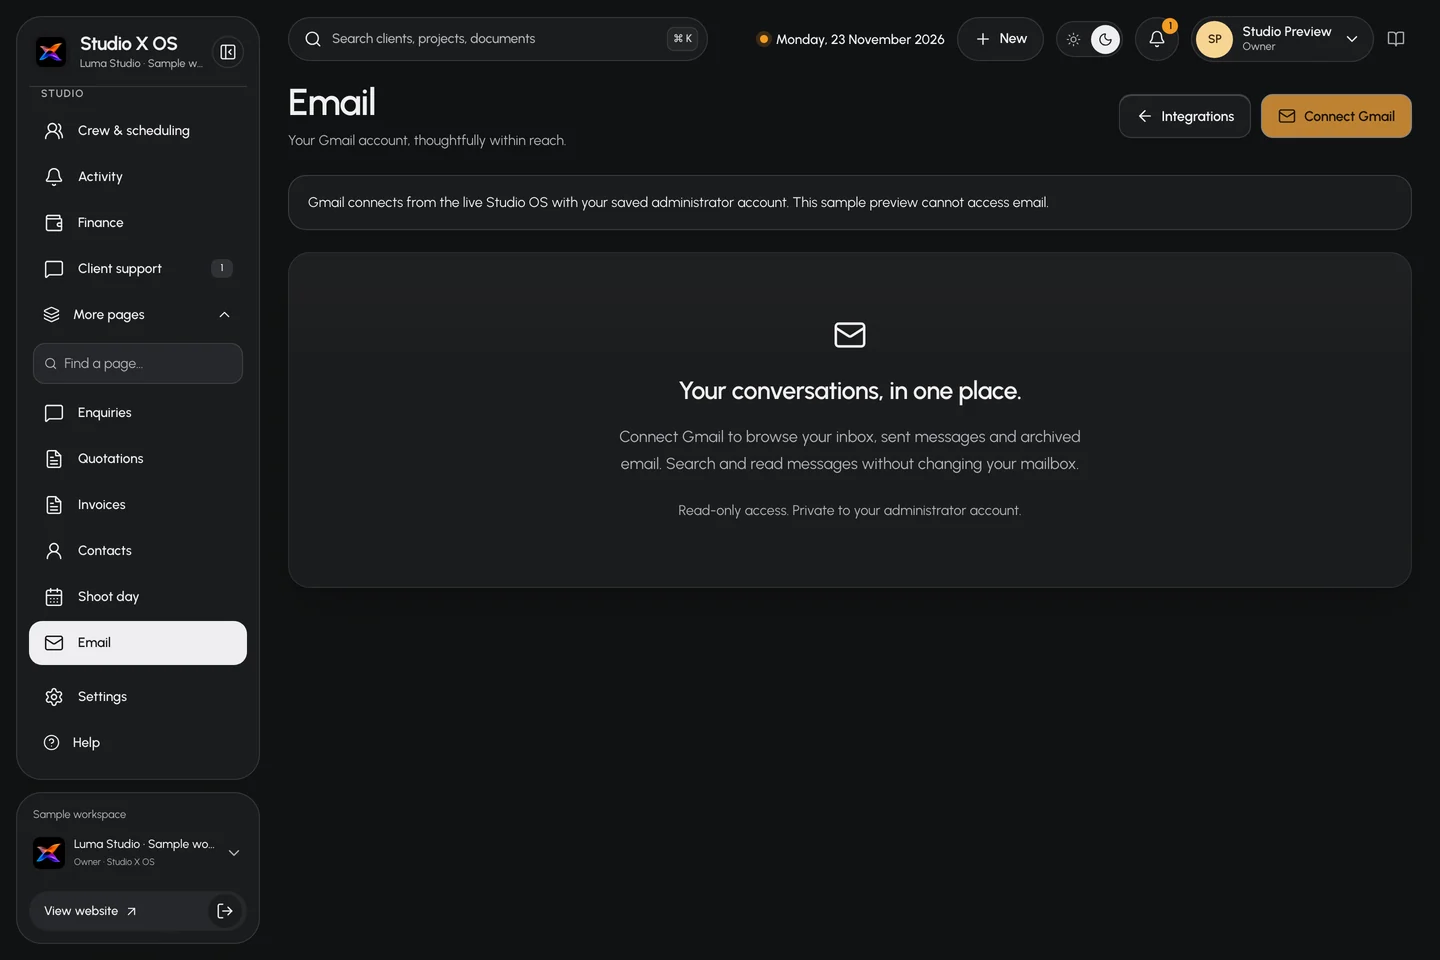 Studio X OS
Luma Studio · Sample w...
STUDIO
Crew & scheduling
Activity
Finance
Client support
1
More pages
Find a page...
Enquiries
Quotations
Invoices
Contacts
Shoot day
Email
Settings
Help
Sample workspace
Luma Studio · Sample wo...
Owner · Studio X OS
View website
Search clients, projects, documents
⌘ K
Monday, 23 November 2026
New
1
SP
Studio Preview
Owner
Email
Your Gmail account, thoughtfully within reach.
Integrations
Connect Gmail
Gmail connects from the live Studio OS with your saved administrator account. This sample preview cannot access email.
Your conversations, in one place.
Connect Gmail to browse your inbox, sent messages and archived
email. Search and read messages without changing your mailbox.
Read-only access. Private to your administrator account.